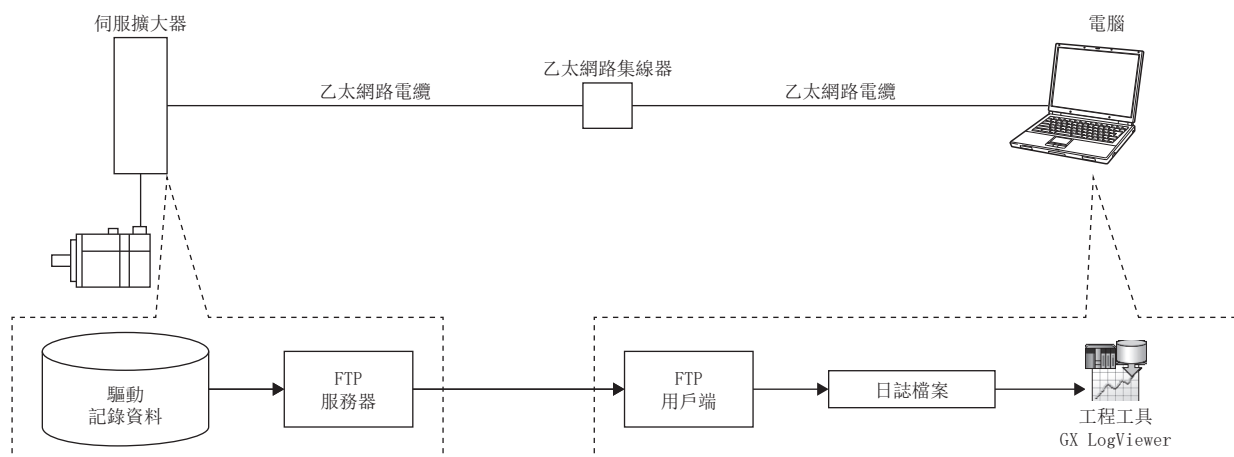 伺服擴大器
電腦
乙太網路集線器
乙太網路電纜
乙太網路電纜
驅動
記錄資料
FTP
服務器
FTP
用戶端
日誌檔案
工程工具
GX LogViewer